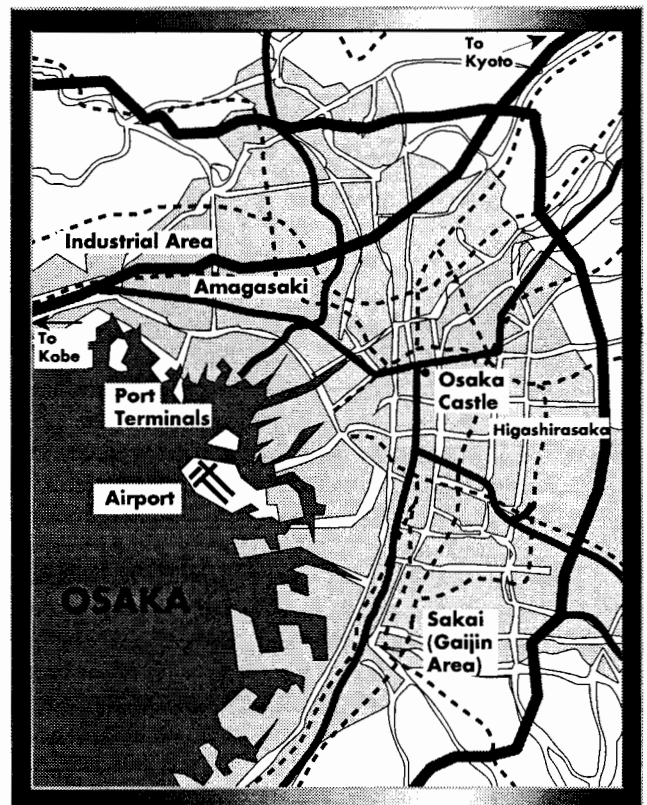 To
Kyoto
Industrial Area
Amagasaki
To
Kobe
Port
Terminals
Osaka
Castle
Higashirasaka
Airport
OSAKA
Sakai
(Gaijin
Area)